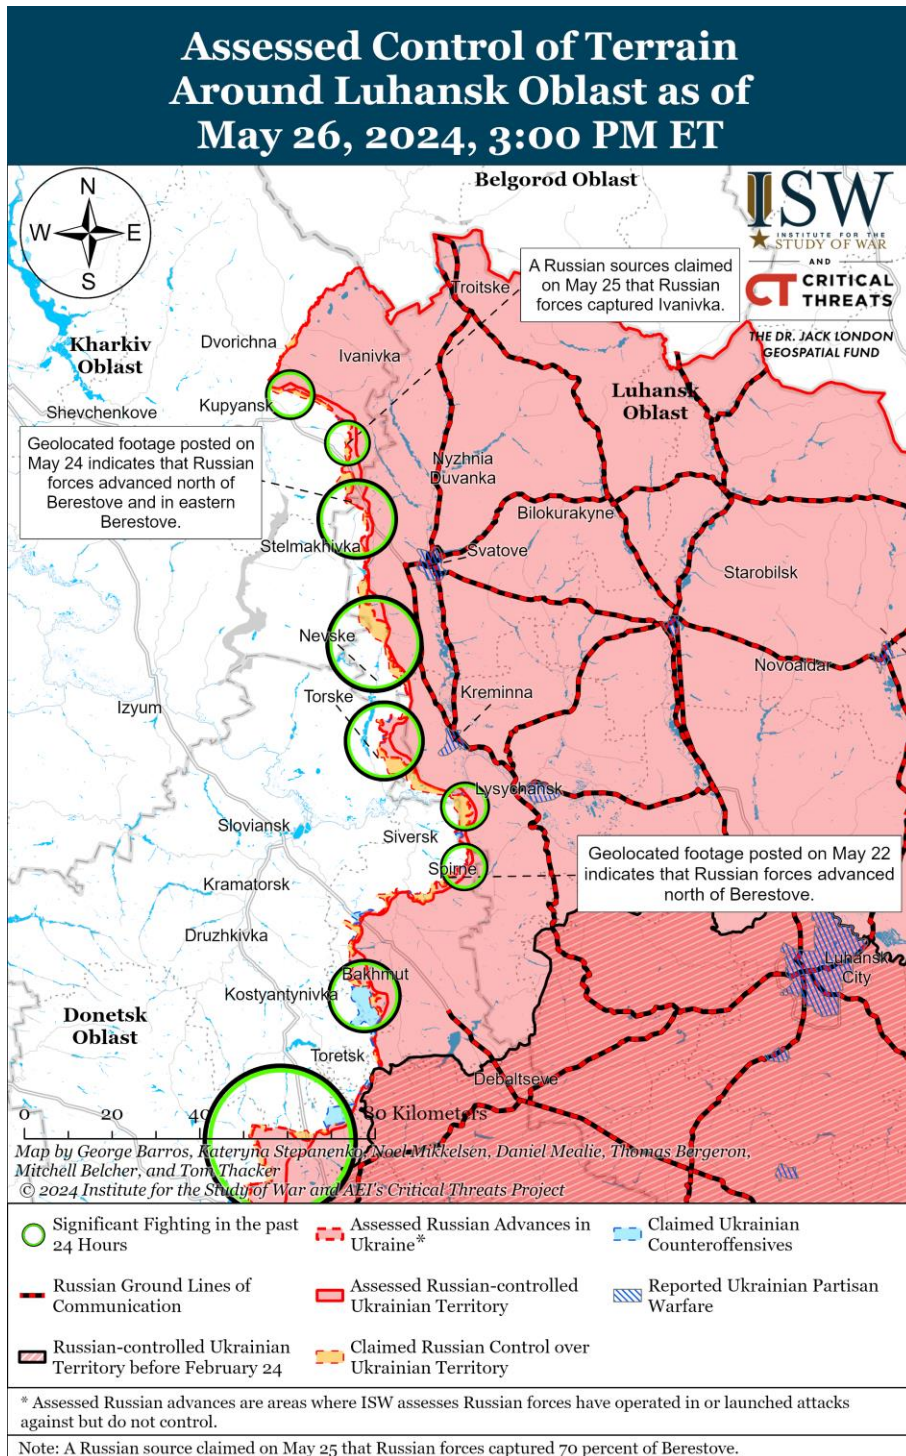 Assessed Control of Terrain
Around Luhansk Oblast as of
May 26, 2024, 3:00 PM ET
N
W
E
S
Belgorod Oblast
ISW
INSTITUTE FOR THE
STUDY OF WAR
AND
CT CRITICAL
THREATS
THE DR. JACK LONDON
GEOSPATIAL FUND
A Russian sources claimed
on May 25 that Russian
forces captured Ivanivka.
Troitske
Kharkiv
Oblast
Dvorichna
Ivanivka
Luhansk
Oblast
Shevchenkove
Kupyansk
Geolocated footage posted on
May 24 indicates that Russian
forces advanced north of
Berestove and in eastern
Berestove.
Nyzhnia
Duvanka
Bilokurakyne
Stelmakhivka
Svatove
Starobilsk
Nevske
Novoaidar
Torske
Kreminna
Izyum
Lysychansk
Sloviansk
Siversk
Spirne
Geolocated footage posted on May 22
indicates that Russian forces advanced
north of Berestove.
Kramatorsk
Druzhkivka
Luhansk
City
Bakhmut
Kostyantynivka
Donetsk
Oblast
Toretsk
Debaltseve
0 20 40 80 Kilometers
Map by George Barros, Kateryna Stepanenko, Noel Mikkelsen, Daniel Mealie, Thomas Bergeron,
Mitchell Belcher, and Tom Thacker
© 2024 Institute for the Study of War and AEI's Critical Threats Project
Significant Fighting in the past
24 Hours
Assessed Russian Advances in
Ukraine*
Claimed Ukrainian
Counteroffensives
Russian Ground Lines of
Communication
Assessed Russian-controlled
Ukrainian Territory
Reported Ukrainian Partisan
Warfare
Russian-controlled Ukrainian
Territory before February 24
Claimed Russian Control over
Ukrainian Territory
* Assessed Russian advances are areas where ISW assesses Russian forces have operated in or launched attacks
against but do not control.
Note: A Russian source claimed on May 25 that Russian forces captured 70 percent of Berestove.